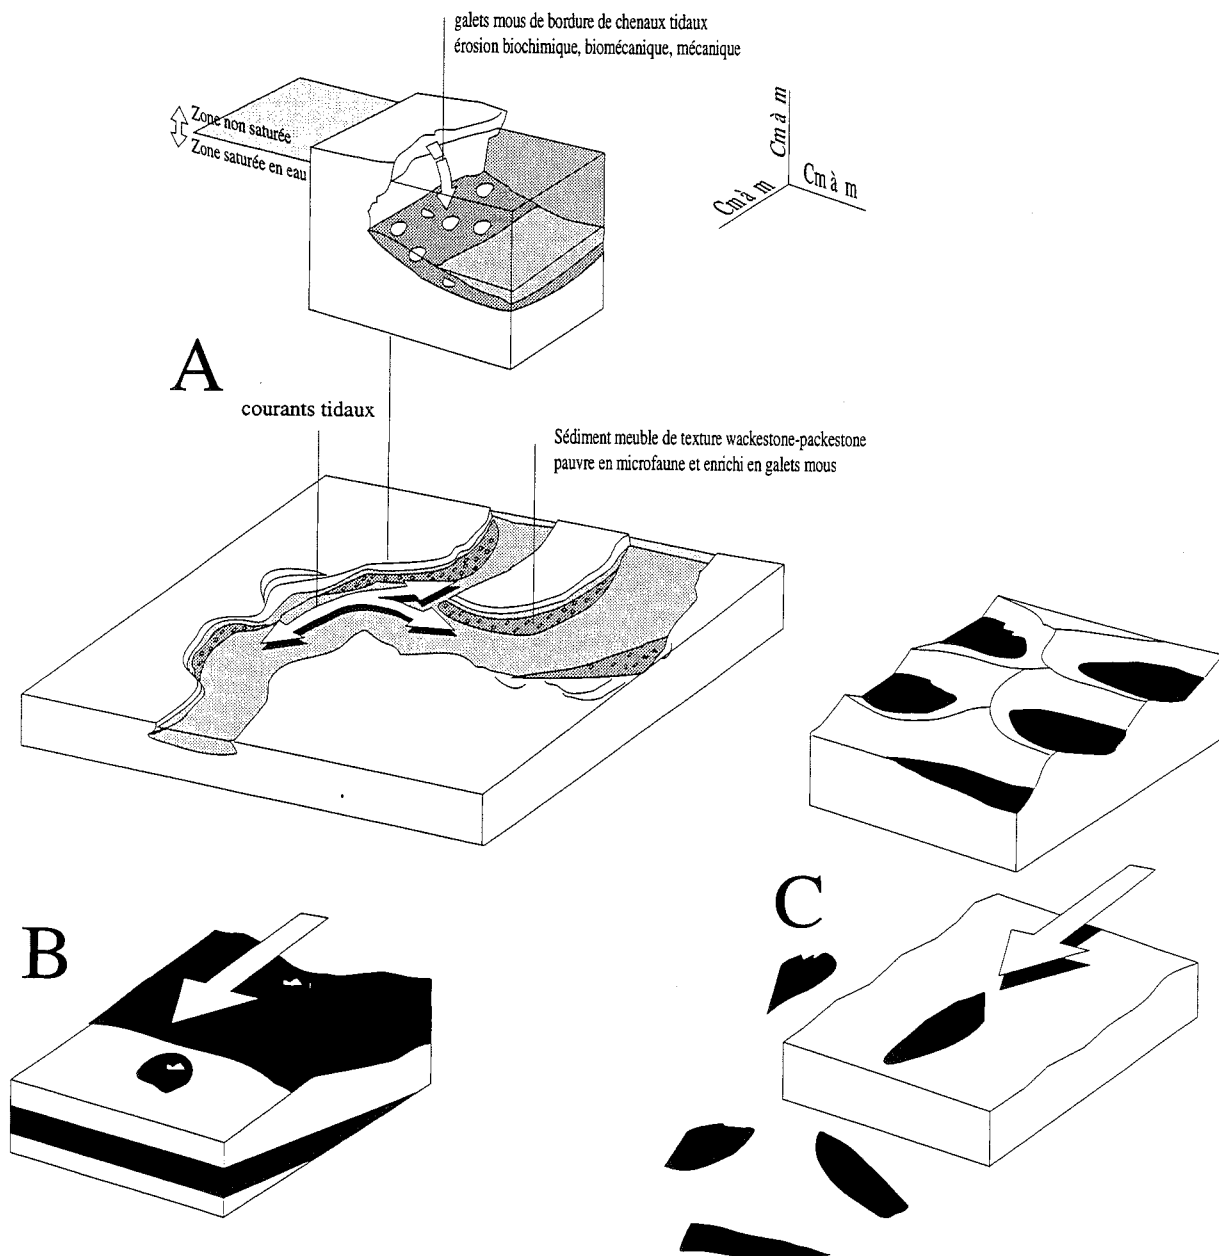 galets mous de bordure de chenaux tidaux
érosion biochimique, biomécanique, mécanique
Zone non saturée
Zone saturée en eau
Cm à m
Cm à m
Cm à m
A
courants tidaux
Sédiment meuble de texture wackestone-packestone
pauvre en microfaune et enrichi en galets mous
B
C